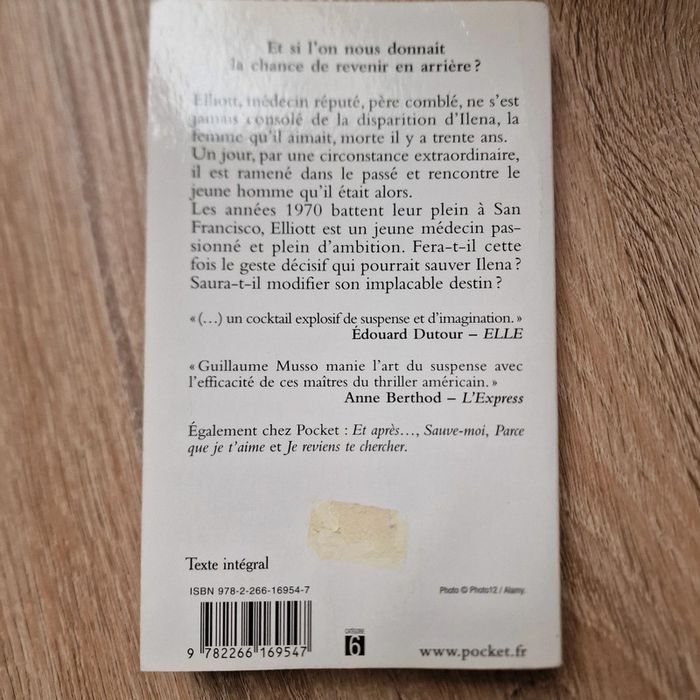 Et si l'on nous donnait
la chance de revenir en arrière ?
Elliott, médecin réputé, père comblé, ne s'est
jamais consolé de la disparition d'Ilena, la
femme qu'il aimait, morte il y a trente ans.
Un jour, par une circonstance extraordinaire,
il est ramené dans le passé et rencontre le
jeune homme qu'il était alors.
Les années 1970 battent leur plein à San
Francisco, Elliott est un jeune médecin pas-
sionné et plein d'ambition. Fera-t-il cette
fois le geste décisif qui pourrait sauver Ilena ?
Saura-t-il modifier son implacable destin ?
« (…) un cocktail explosif de suspense et d'imagination. »
Édouard Dutour – ELLE
« Guillaume Musso manie l'art du suspense avec
l'efficacité de ces maîtres du thriller américain. »
Anne Berthod – L'Express
Également chez Pocket : Et après…, Sauve-moi, Parce
que je t'aime et Je reviens te chercher.
Texte intégral
ISBN 978-2-266-16954-7
Photo © Photo12 / Alamy.
9 782266 169547
CATÉGORIE
6
www.pocket.fr